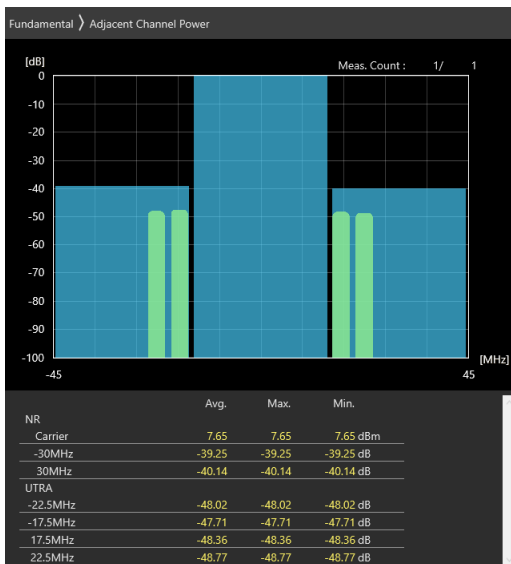 Fundamental 〉 Adjacent Channel Power
[dB]
Meas. Count : 1/ 1
0
-10
-20
-30
-40
-50
-60
-70
-80
-90
-100
[MHz]
-45 45
Avg. Max. Min.
NR
Carrier 7.65 7.65 7.65 dBm
-30MHz -39.25 -39.25 -39.25 dB
30MHz -40.14 -40.14 -40.14 dB
UTRA
-22.5MHz -48.02 -48.02 -48.02 dB
-17.5MHz -47.71 -47.71 -47.71 dB
17.5MHz -48.36 -48.36 -48.36 dB
22.5MHz -48.77 -48.77 -48.77 dB